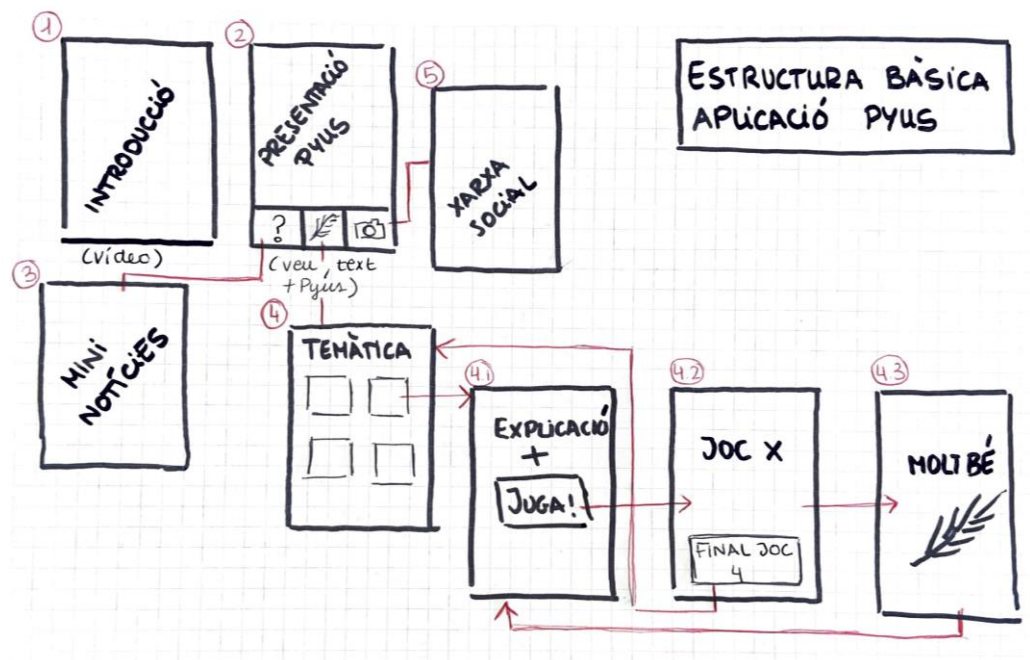 1
INTRODUCCIÓ
(vídeo)
2
PRESENTACIÓ
PYUS
?
(veu, text
+ Pyus)
5
XARXA
SOCIAL
ESTRUCTURA BÀSICA
APLICACIÓ PYUS
3
MINI
NOTÍCIES
4
TEMÀTICA
4.1
EXPLICACIÓ
+
JUGA!
4.2
JOC X
FINAL JOC
4
4.3
MOLT BÉ